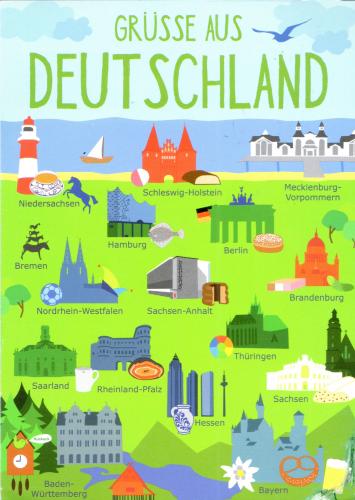 GRÜSSE AUS
DEUTSCHLAND
Schleswig-Holstein
Mecklenburg-
Vorpommern
Niedersachsen
Hamburg
Berlin
Bremen
Nordrhein-Westfalen
Sachsen-Anhalt
Brandenburg
Thüringen
Saarland
Rheinland-Pfalz
Sachsen
Hessen
Baden-
Württemberg
Bayern